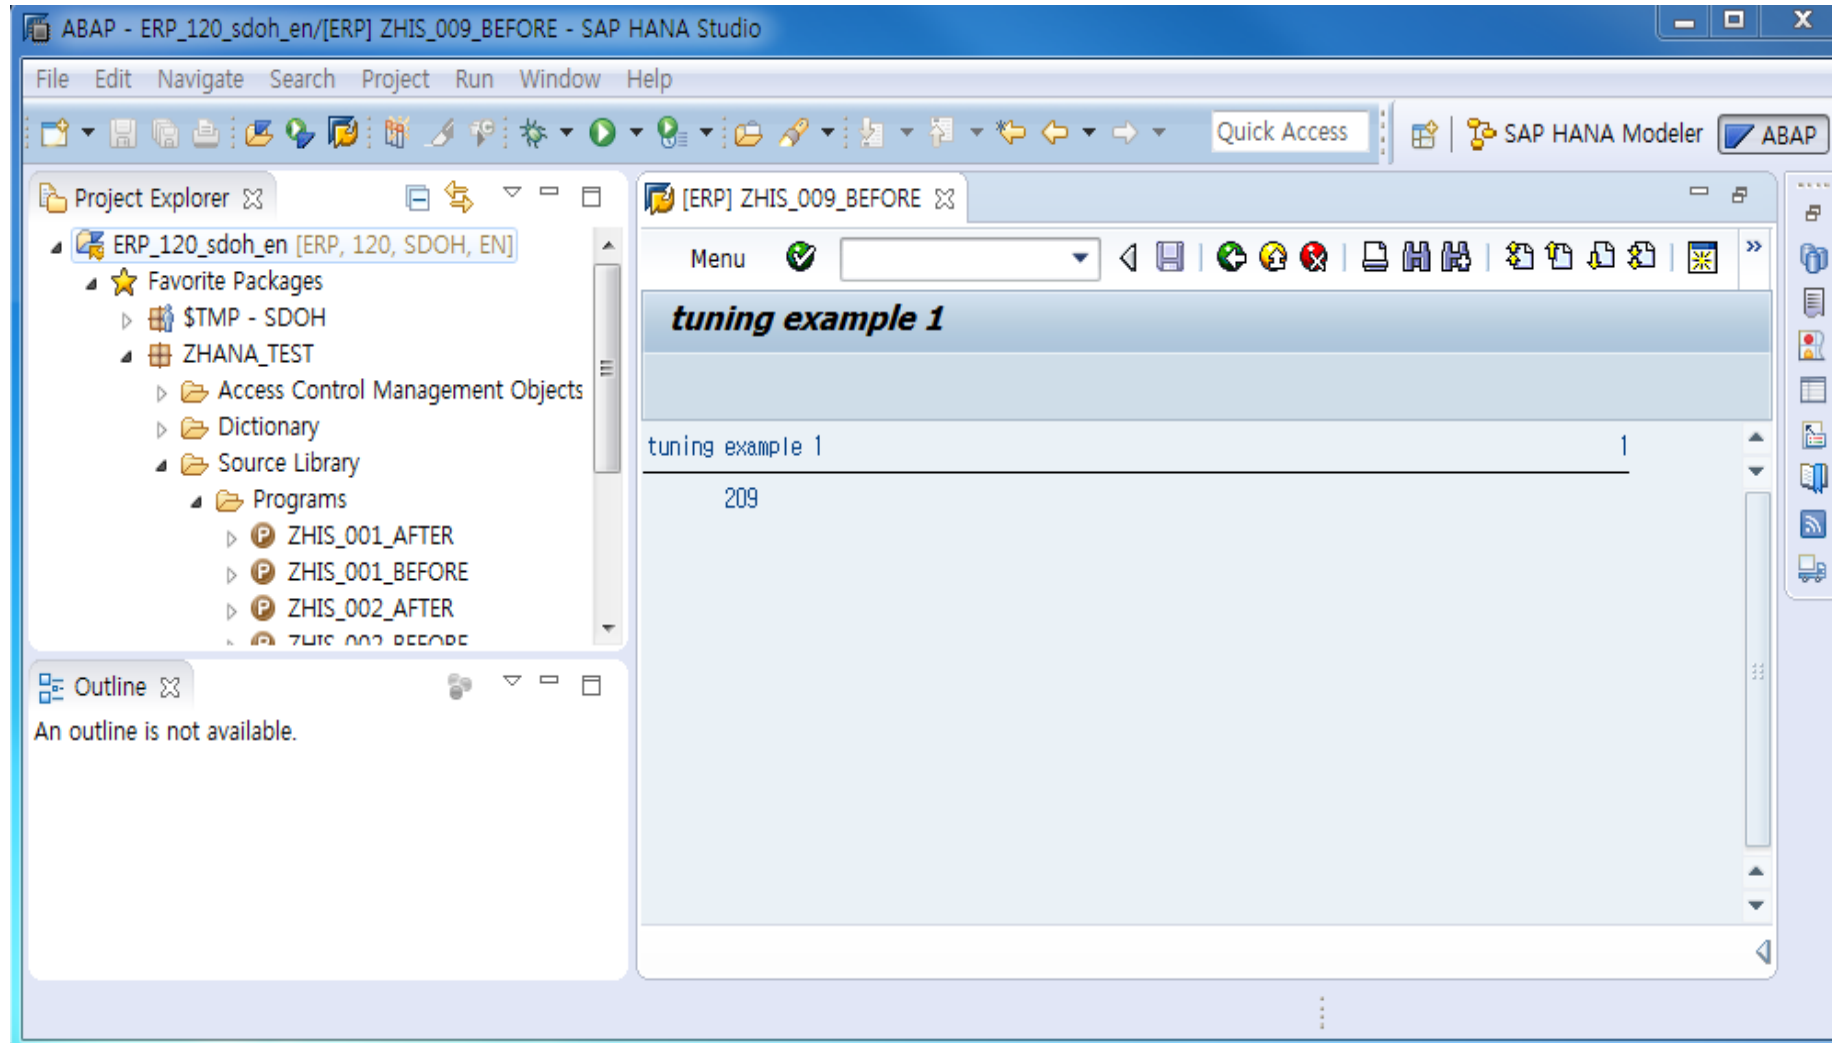 ABAP - ERP_120_sdoh_en/[ERP] ZHIS_009_BEFORE - SAP HANA Studio
File Edit Navigate Search Project Run Window Help
Quick Access SAP HANA Modeler ABAP
Project Explorer
ERP_120_sdoh_en [ERP, 120, SDOH, EN]
Favorite Packages
$TMP - SDOH
ZHANA_TEST
Access Control Management Objects
Dictionary
Source Library
Programs
ZHIS_001_AFTER
ZHIS_001_BEFORE
ZHIS_002_AFTER
ZHIS_002_BEFORE
Outline
An outline is not available.
[ERP] ZHIS_009_BEFORE
Menu
tuning example 1
tuning example 1 1
209